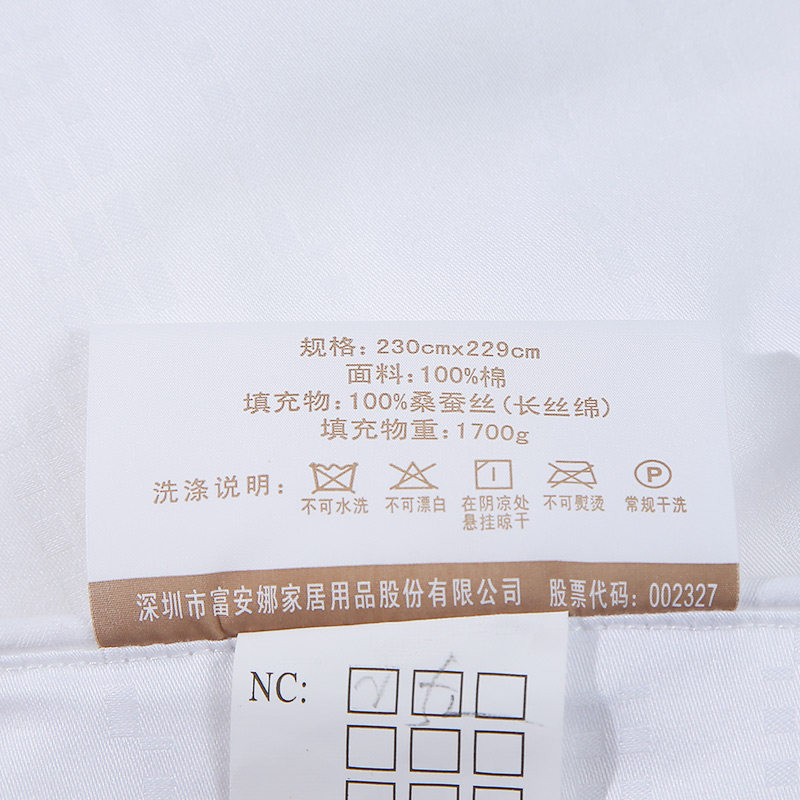 规格：230cmx229cm
面料：100%棉
填充物：100%桑蚕丝（长丝绵）
填充物重：1700g
洗涤说明：
不可水洗 不可漂白 在阴凉处悬挂晾干 不可熨烫 P 常规干洗
深圳市富安娜家居用品股份有限公司 股票代码：002327
NC: